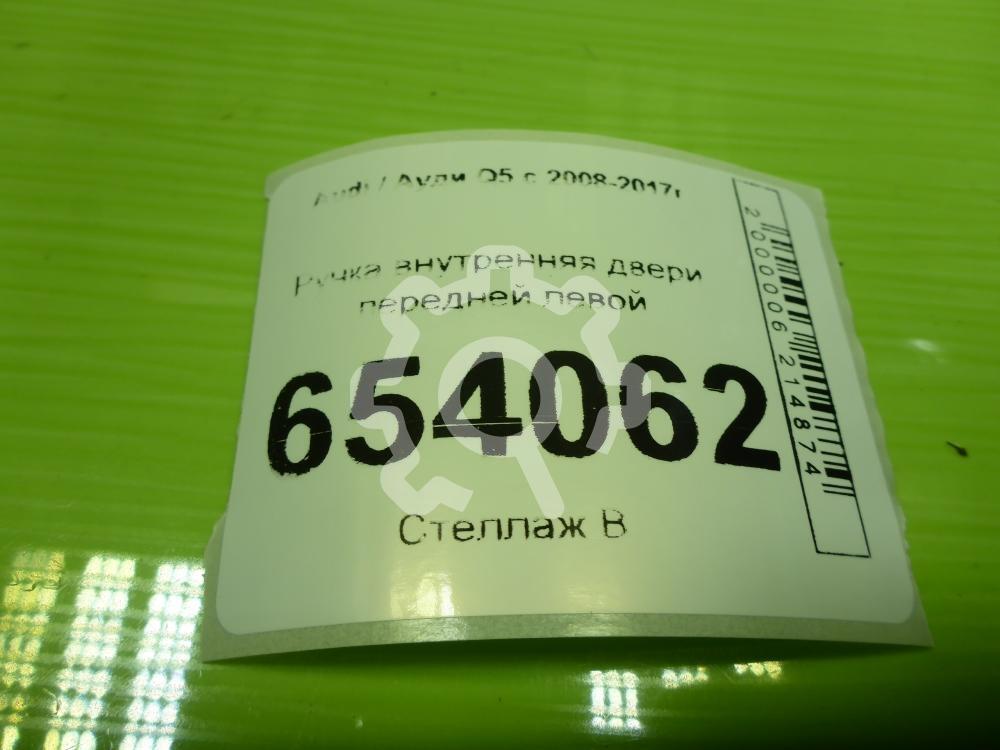 Audi / Ауди Q5 с 2008-2017г
Ручка внутренняя двери
передней левой
654062
Стеллаж В
2000006214874